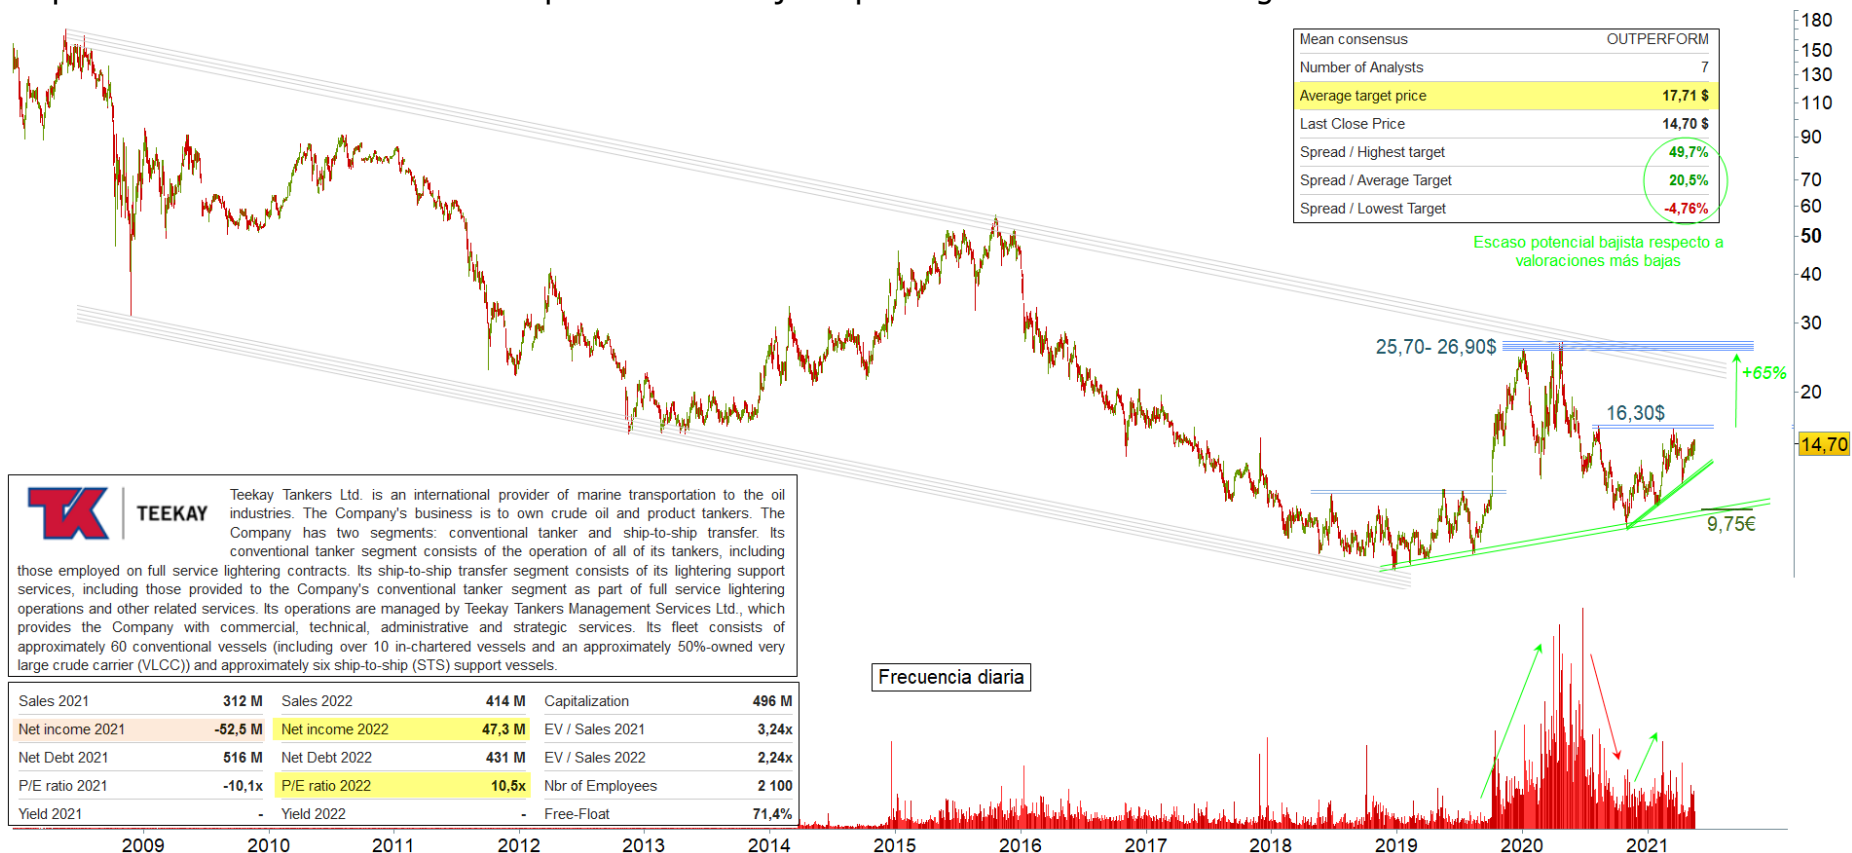 Mean consensus OUTPERFORM
Number of Analysts 7
Average target price 17,71 $
Last Close Price 14,70 $
Spread / Highest target 49,7%
Spread / Average Target 20,5%
Spread / Lowest Target -4,76%
Escaso potencial bajista respecto a
valoraciones más bajas
180
150
130
110
90
70
60
50
40
30
20
14,70
25,70- 26,90$
+65%
16,30$
9,75€
TK TEEKAY
Teekay Tankers Ltd. is an international provider of marine transportation to the oil
industries. The Company's business is to own crude oil and product tankers. The
Company has two segments: conventional tanker and ship-to-ship transfer. Its
conventional tanker segment consists of the operation of all of its tankers, including
those employed on full service lightering contracts. Its ship-to-ship transfer segment consists of its lightering support
services, including those provided to the Company's conventional tanker segment as part of full service lightering
operations and other related services. Its operations are managed by Teekay Tankers Management Services Ltd., which
provides the Company with commercial, technical, administrative and strategic services. Its fleet consists of
approximately 60 conventional vessels (including over 10 in-chartered vessels and an approximately 50%-owned very
large crude carrier (VLCC)) and approximately six ship-to-ship (STS) support vessels.
Frecuencia diaria
Sales 2021 312 M Sales 2022 414 M Capitalization 496 M
Net income 2021 -52,5 M Net income 2022 47,3 M EV / Sales 2021 3,24x
Net Debt 2021 516 M Net Debt 2022 431 M EV / Sales 2022 2,24x
P/E ratio 2021 -10,1x P/E ratio 2022 10,5x Nbr of Employees 2 100
Yield 2021 - Yield 2022 - Free-Float 71,4%
2009 2010 2011 2012 2013 2014 2015 2016 2017 2018 2019 2020 2021